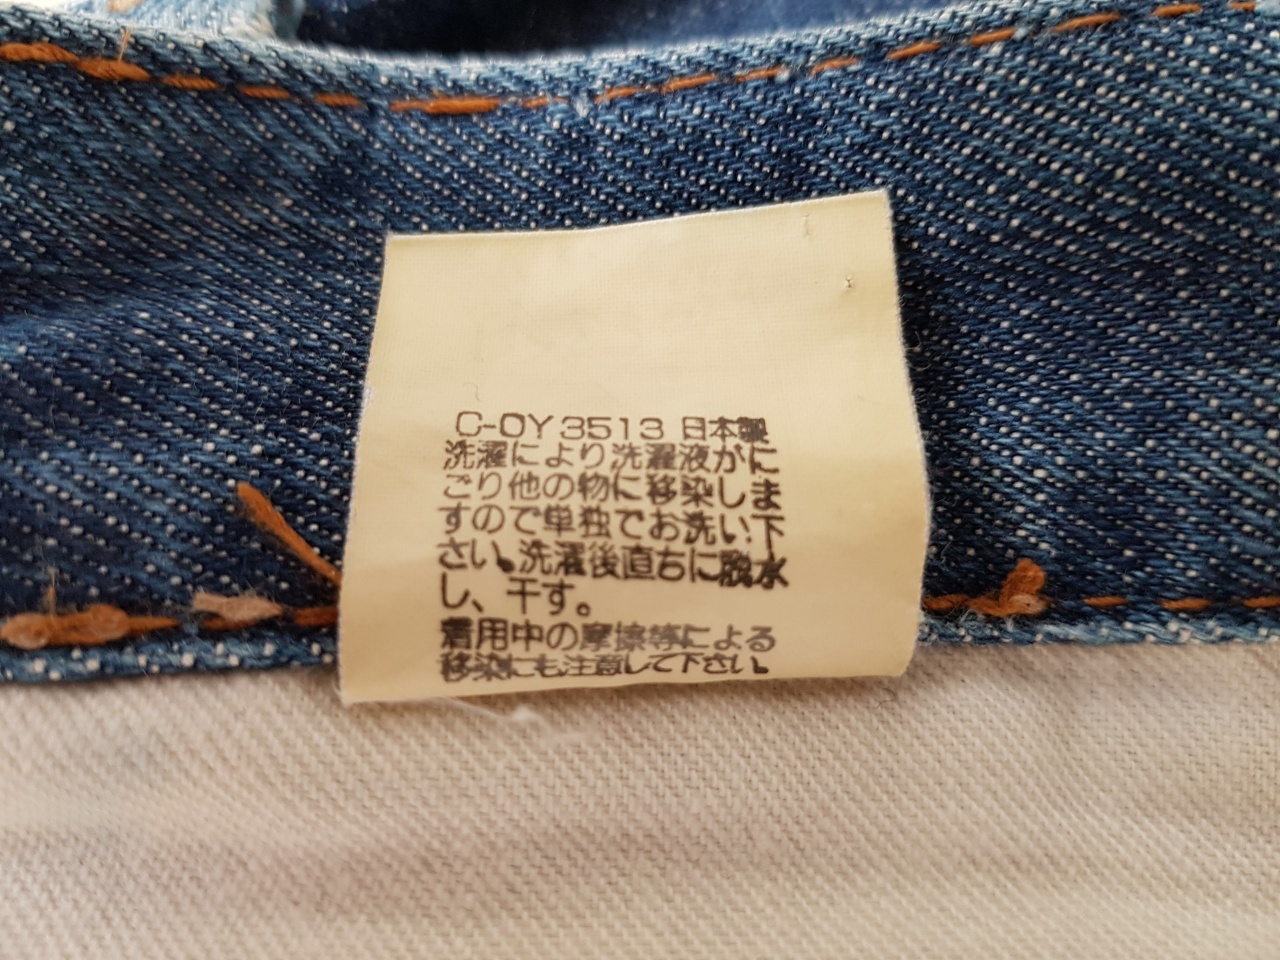 C-OY3513 日本製
洗濯により洗濯液がに
ごり他の物に移染しま
すので単独でお洗い下
さい。洗濯後直ちに脱水
し、干す。
着用中の摩擦等による
移染にも注意して下さい。